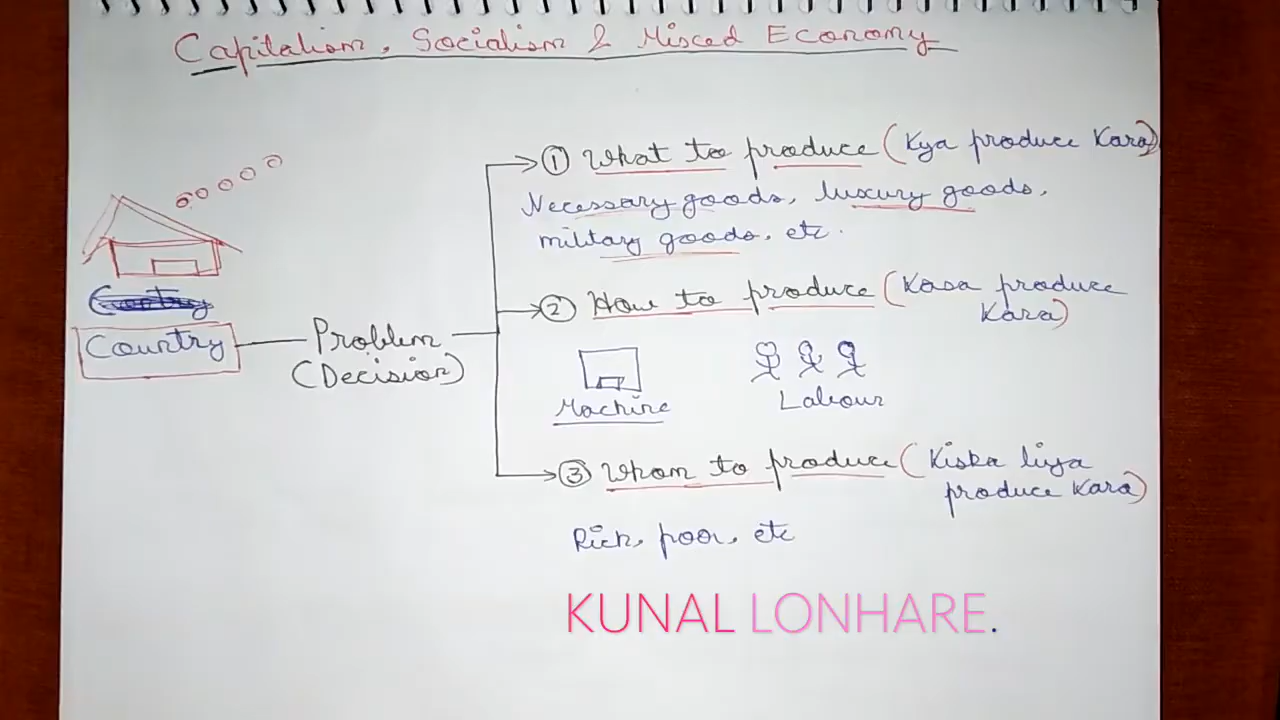 Capitalism, Socialism & Mixed Economy
① What to produce (Kya produce Kara)
Necessary goods, luxury goods,
military goods, etc.
Country
Problem
(Decision)
② How to produce (Kasa produce
Kara)
Machine
Labour
③ Whom to produce (Kiska liya
produce Kara)
Rich, poor, etc
KUNAL LONHARE.